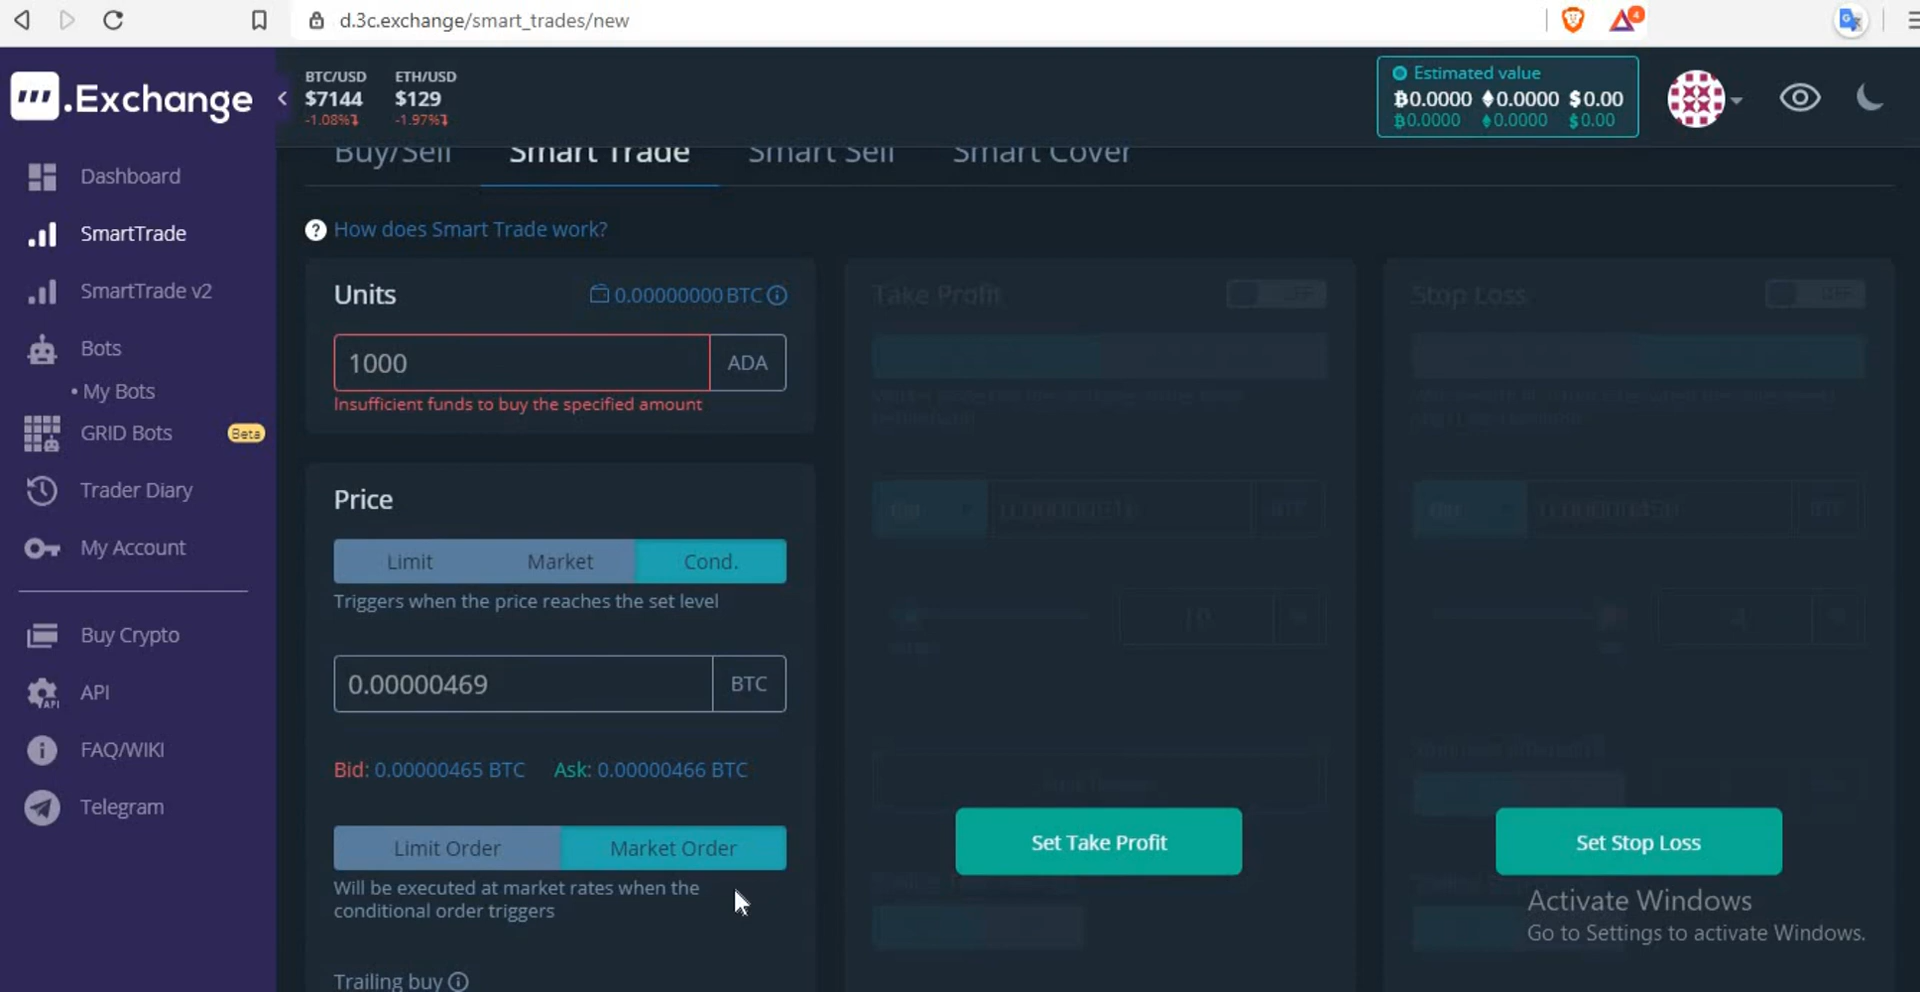 d.3c.exchange/smart_trades/new
4
.Exchange
BTC/USD
$7144
-1.08%
ETH/USD
$129
-1.97%
Estimated value
₿0.0000 0.0000 $0.00
₿0.0000 0.0000 $0.00
Buy/Sell
Smart Trade
Smart Sell
Smart Cover
Dashboard
SmartTrade
SmartTrade v2
Bots
• My Bots
GRID Bots
Beta
Trader Diary
My Account
Buy Crypto
API
FAQ/WIKI
Telegram
How does Smart Trade work?
Units
0.00000000 BTC
1000
ADA
Insufficient funds to buy the specified amount
Price
Limit
Market
Cond.
Triggers when the price reaches the set level
0.00000469
BTC
Bid: 0.00000465 BTC
Ask: 0.00000466 BTC
Limit Order
Market Order
Will be executed at market rates when the
conditional order triggers
Trailing buy
Take Profit
Set Take Profit
Stop Loss
Set Stop Loss
Activate Windows
Go to Settings to activate Windows.